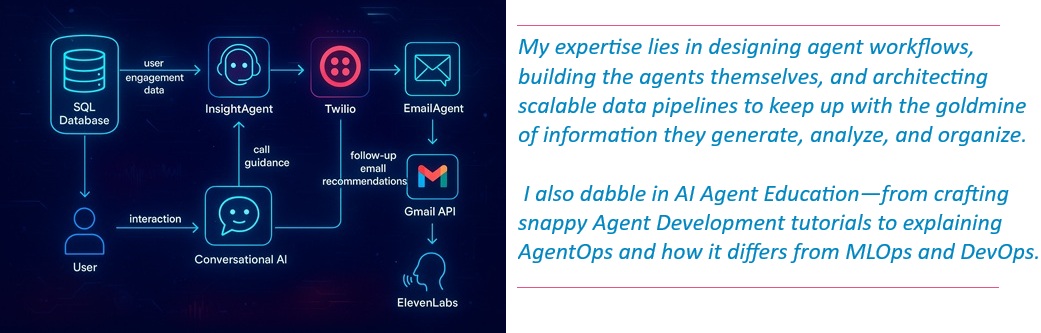 SQL
Database
user
engagement
data
InsightAgent
Twilio
EmailAgent
call
guidance
follow-up
email
recommendations
Gmail API
interaction
User
Conversational AI
ElevenLabs
My expertise lies in designing agent workflows,
building the agents themselves, and architecting
scalable data pipelines to keep up with the goldmine
of information they generate, analyze, and organize.
I also dabble in AI Agent Education—from crafting
snappy Agent Development tutorials to explaining
AgentOps and how it differs from MLOps and DevOps.